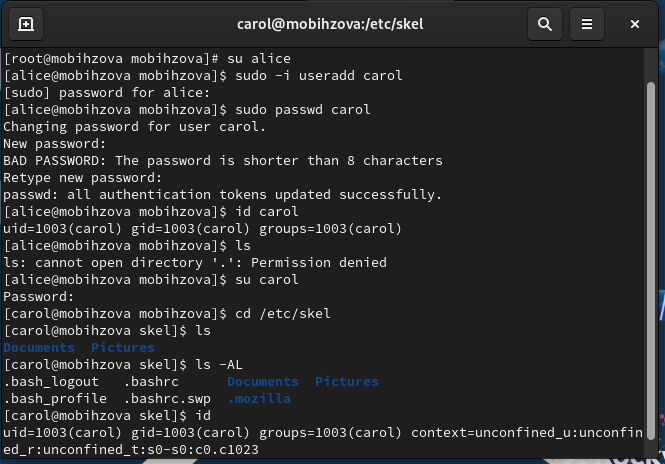 carol@mobihzova:/etc/skel
[root@mobihzova mobihzova]# su alice
[alice@mobihzova mobihzova]$ sudo -i useradd carol
[sudo] password for alice:
[alice@mobihzova mobihzova]$ sudo passwd carol
Changing password for user carol.
New password:
BAD PASSWORD: The password is shorter than 8 characters
Retype new password:
passwd: all authentication tokens updated successfully.
[alice@mobihzova mobihzova]$ id carol
uid=1003(carol) gid=1003(carol) groups=1003(carol)
[alice@mobihzova mobihzova]$ ls
ls: cannot open directory '.': Permission denied
[alice@mobihzova mobihzova]$ su carol
Password:
[carol@mobihzova mobihzova]$ cd /etc/skel
[carol@mobihzova skel]$ ls
Documents  Pictures
[carol@mobihzova skel]$ ls -AL
.bash_logout   .bashrc      Documents  Pictures
.bash_profile  .bashrc.swp  .mozilla
[carol@mobihzova skel]$ id
uid=1003(carol) gid=1003(carol) groups=1003(carol) context=unconfined_u:unconfin
ed_r:unconfined_t:s0-s0:c0.c1023